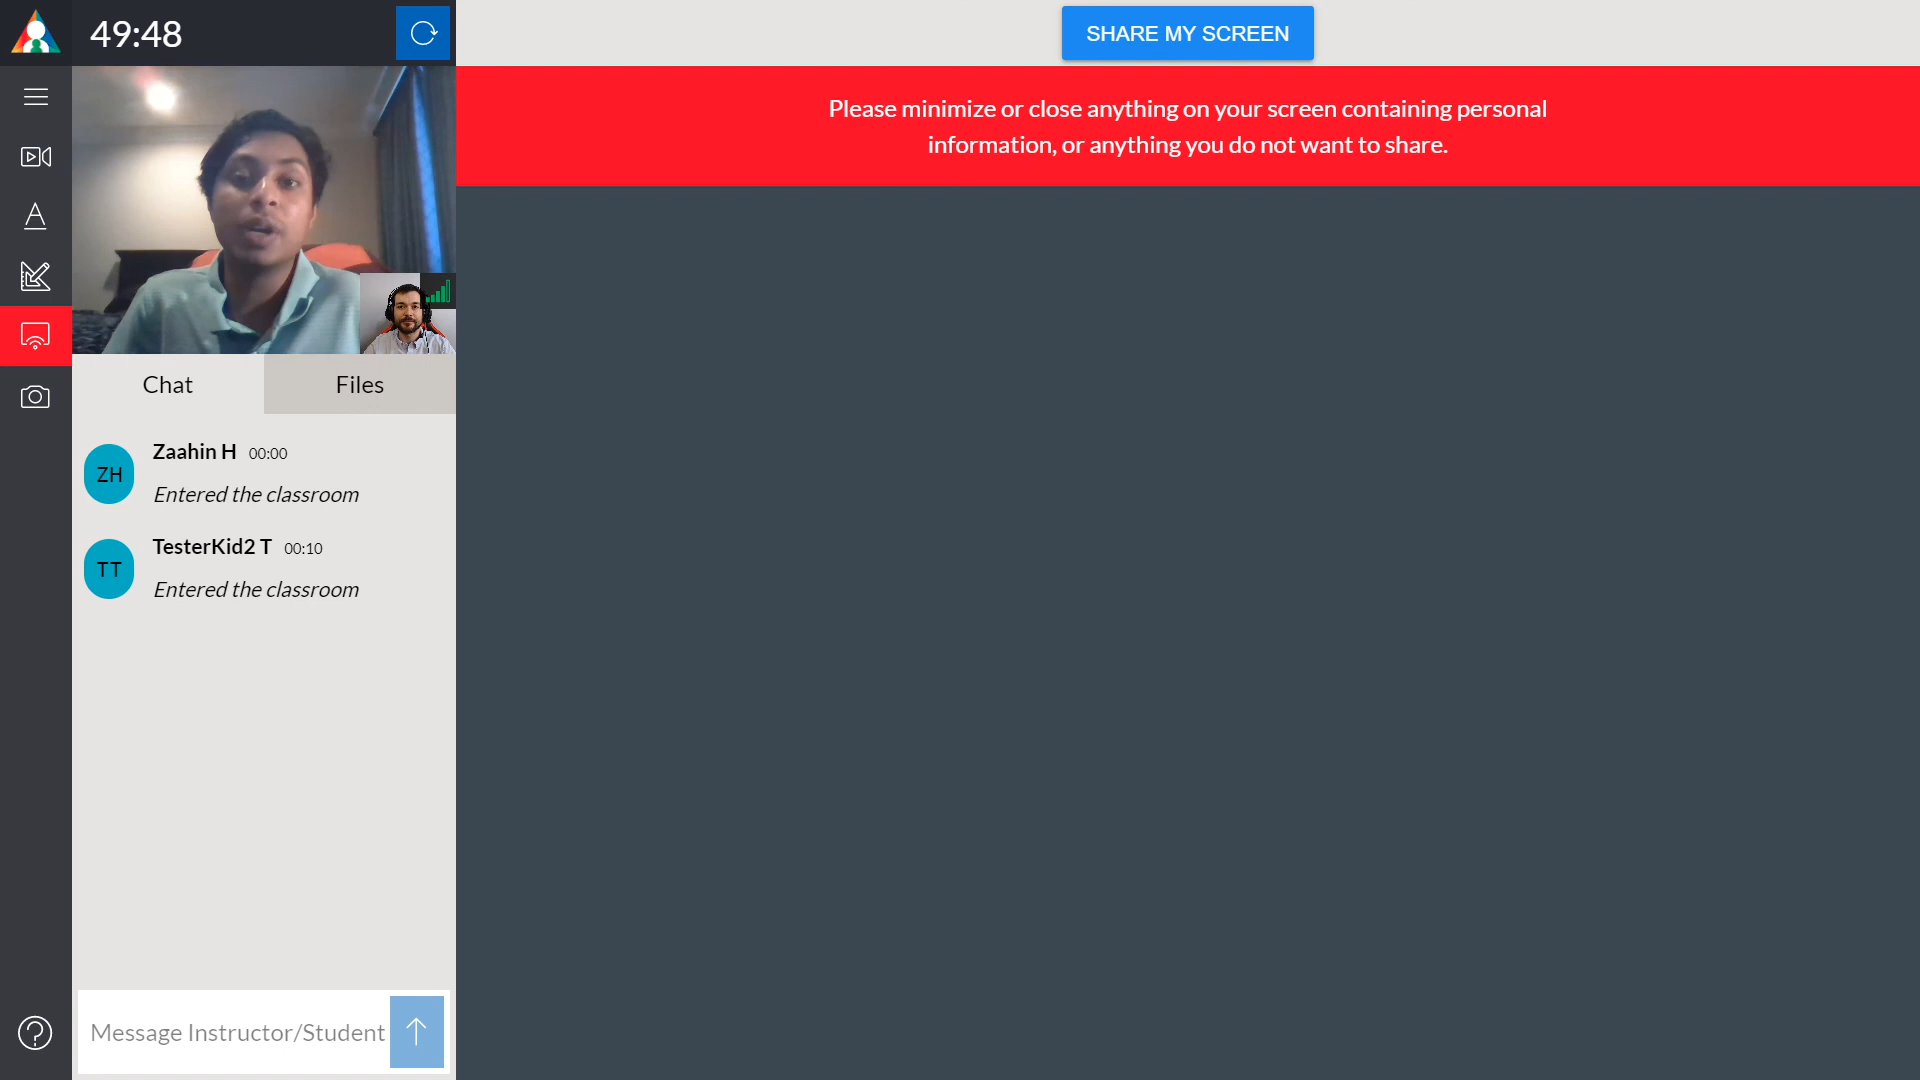 49:48
SHARE MY SCREEN
Please minimize or close anything on your screen containing personal
information, or anything you do not want to share.
Chat
Files
ZH
Zaahin H 00:00
Entered the classroom
TT
TesterKid2 T 00:10
Entered the classroom
Message Instructor/Student